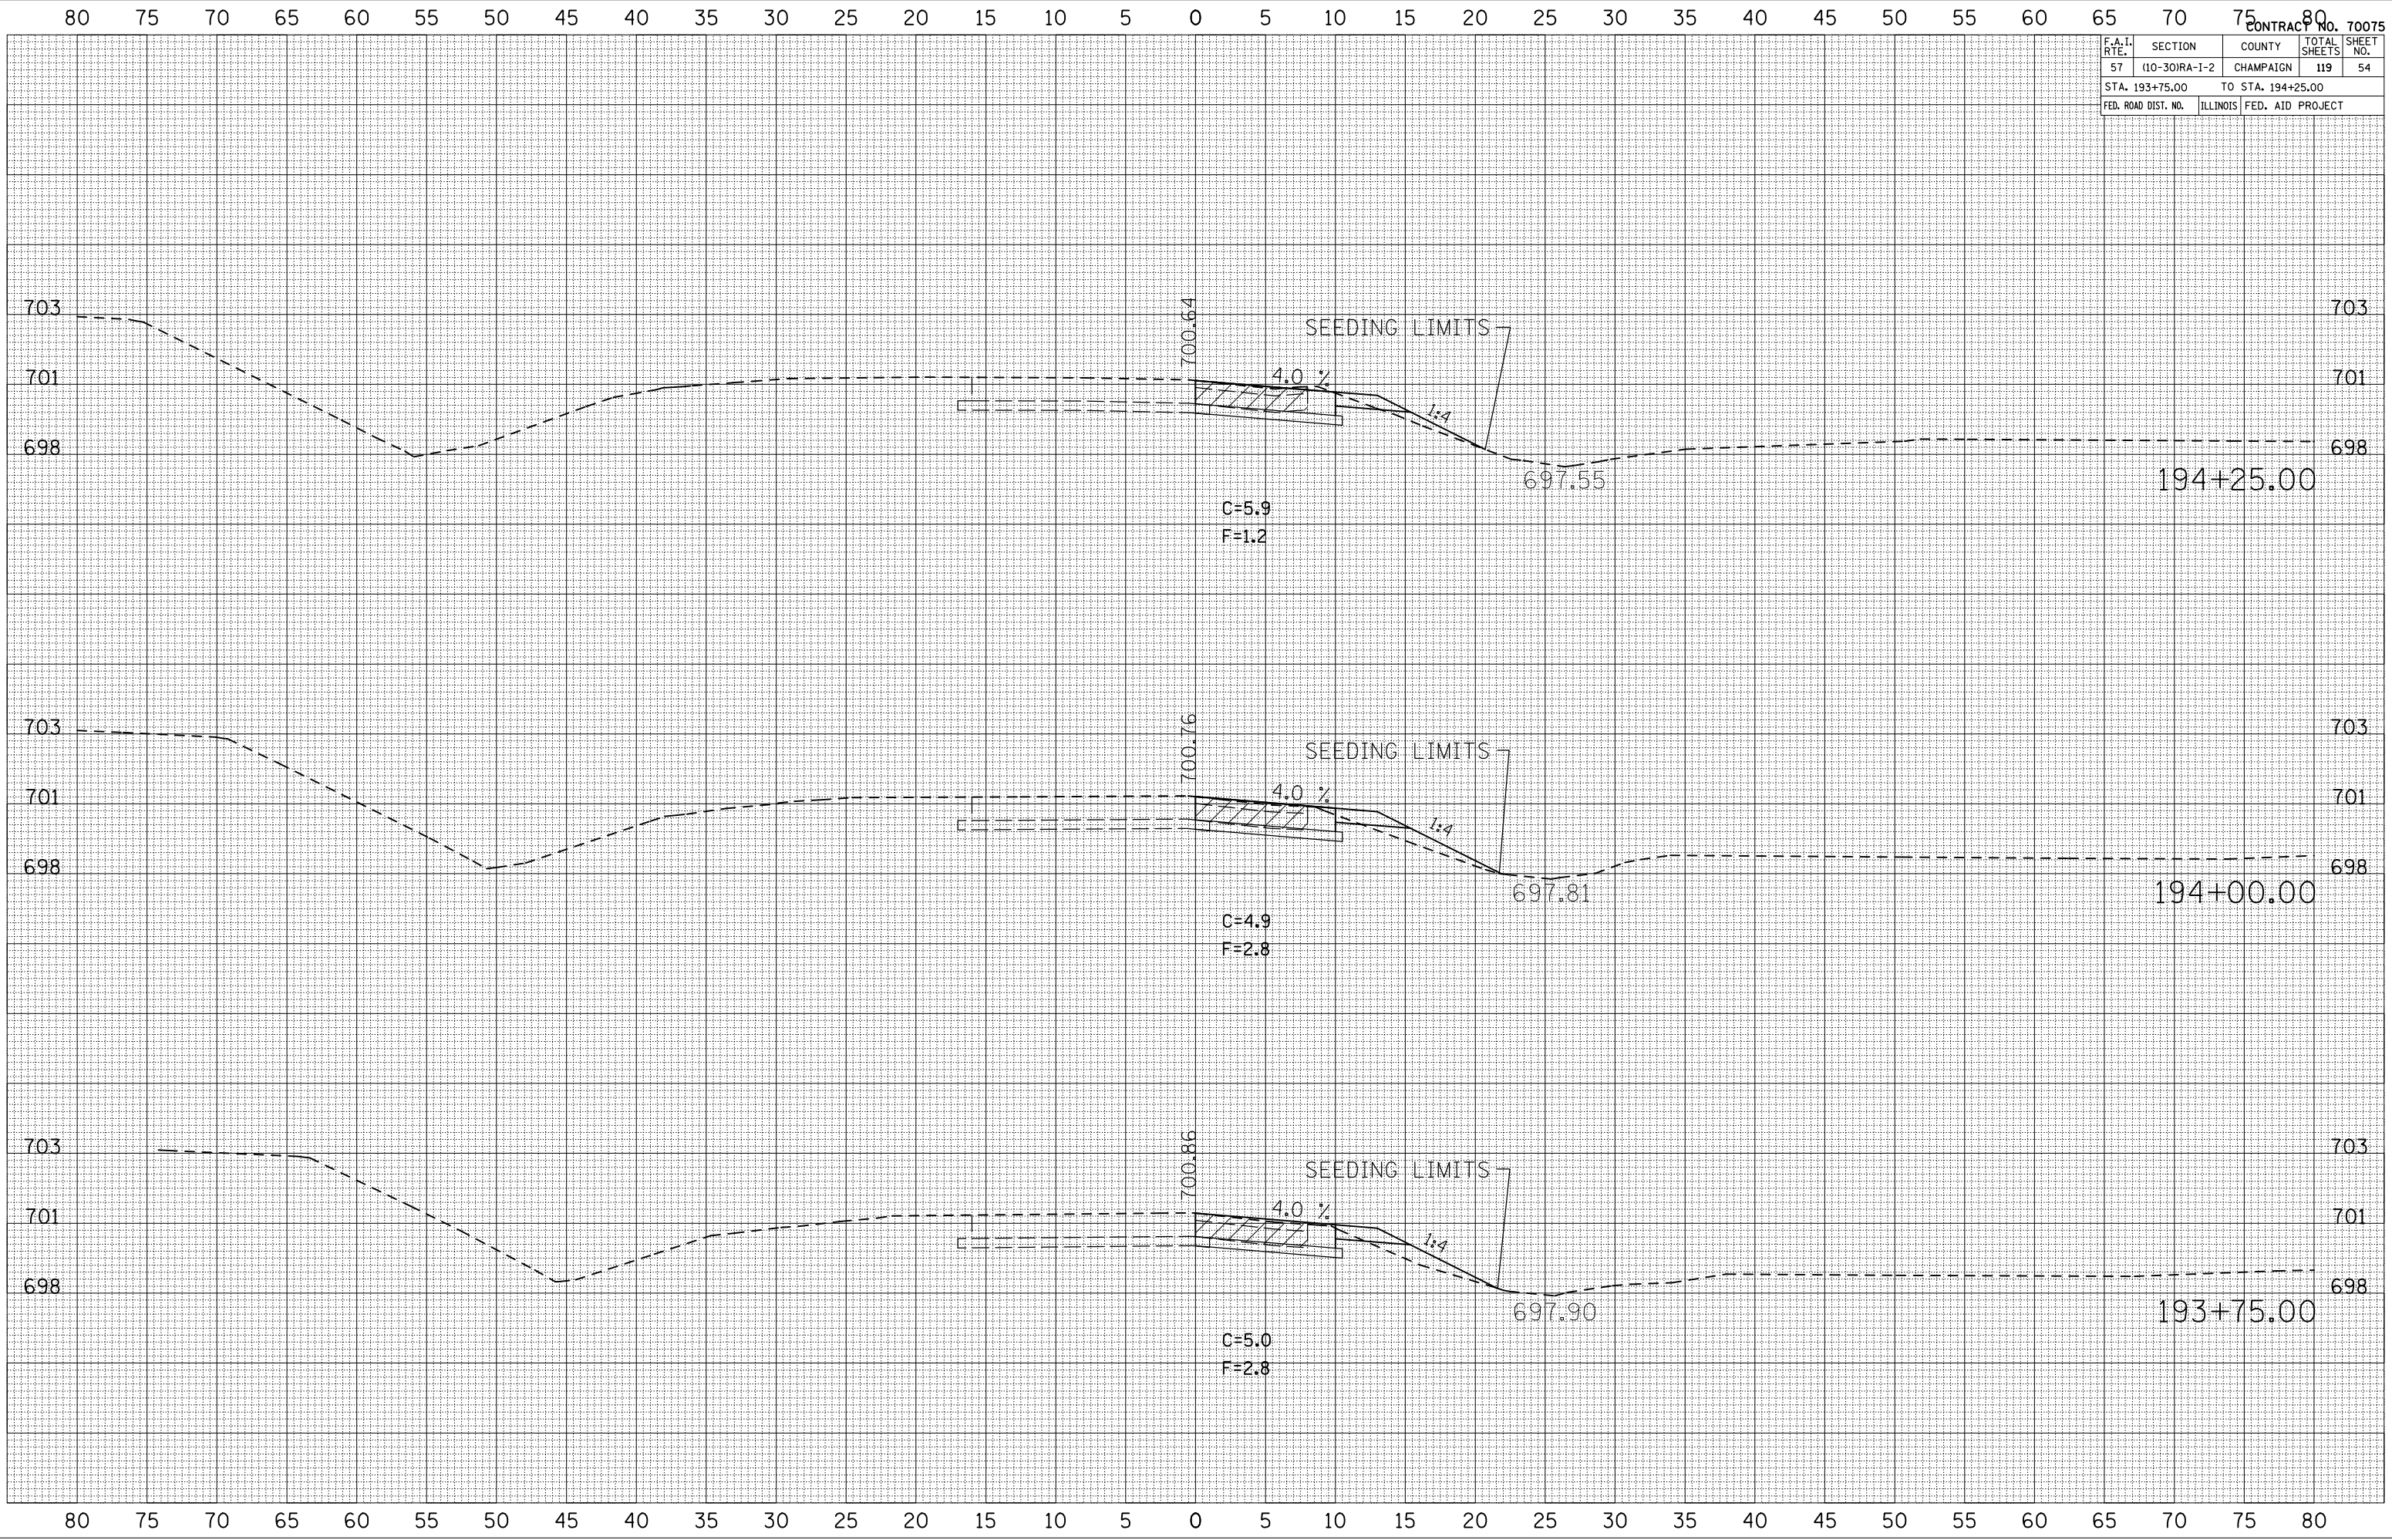 80 75 70 65 60 55 50 45 40 35 30 25 20 15 10 5 0 5 10 15 20 25 30 35 40 45 50 55 60 65 70 75 80
CONTRACT NO. 70075
F.A.I. RTE. SECTION COUNTY TOTAL SHEETS SHEET NO.
57 (10-30)RA-I-2 CHAMPAIGN 119 54
STA. 193+75.00 TO STA. 194+25.00
FED. ROAD DIST. NO. ILLINOIS FED. AID PROJECT
703 700.64 703
SEEDING LIMITS
701 4.0 % 701
1:4
698 698
697.55 194+25.00
C=5.9
F=1.2
703 700.76 703
SEEDING LIMITS
701 4.0 % 701
1:4
698 698
697.81 194+00.00
C=4.9
F=2.8
703 700.86 703
SEEDING LIMITS
701 4.0 % 701
1:4
698 698
697.90 193+75.00
C=5.0
F=2.8
80 75 70 65 60 55 50 45 40 35 30 25 20 15 10 5 0 5 10 15 20 25 30 35 40 45 50 55 60 65 70 75 80